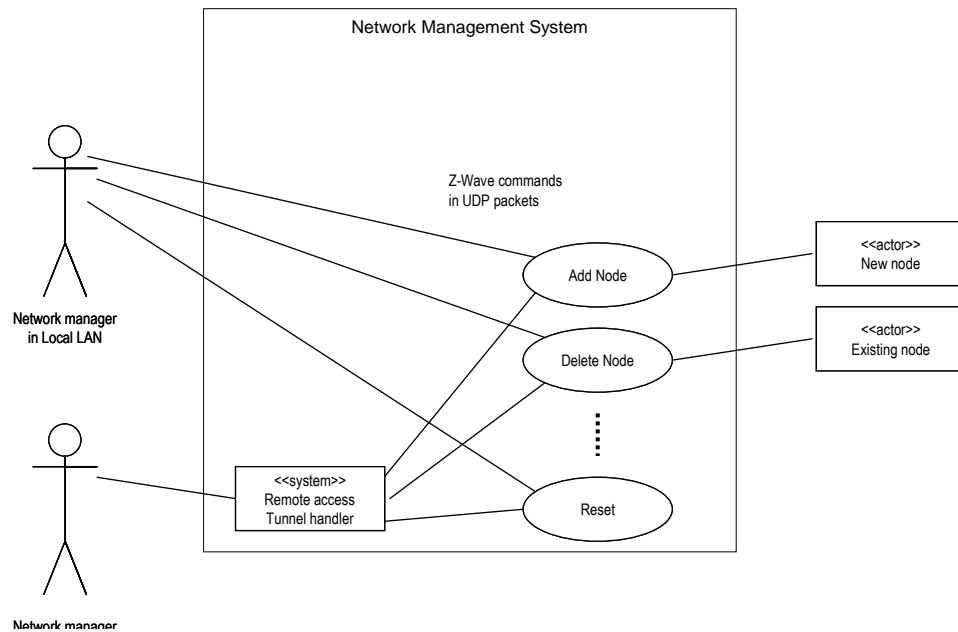 Network Management System
Z-Wave commands
in UDP packets
Add Node
<<actor>>
New node
Network manager
in Local LAN
Delete Node
<<actor>>
Existing node
<<system>>
Remote access
Tunnel handler
Reset
Network manager